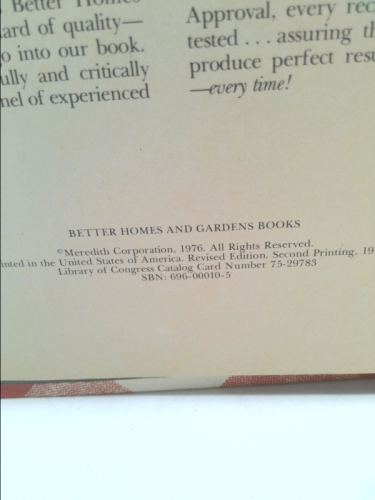 Better Homes
ard of quality—
o into our book.
ully and critically
nel of experienced
Approval, every rec
tested . . . assuring th
produce perfect resu
—every time!
BETTER HOMES AND GARDENS BOOKS
©Meredith Corporation, 1976. All Rights Reserved.
inted in the United States of America. Revised Edition. Second Printing, 19
Library of Congress Catalog Card Number 75-29783
SBN: 696-00010-5